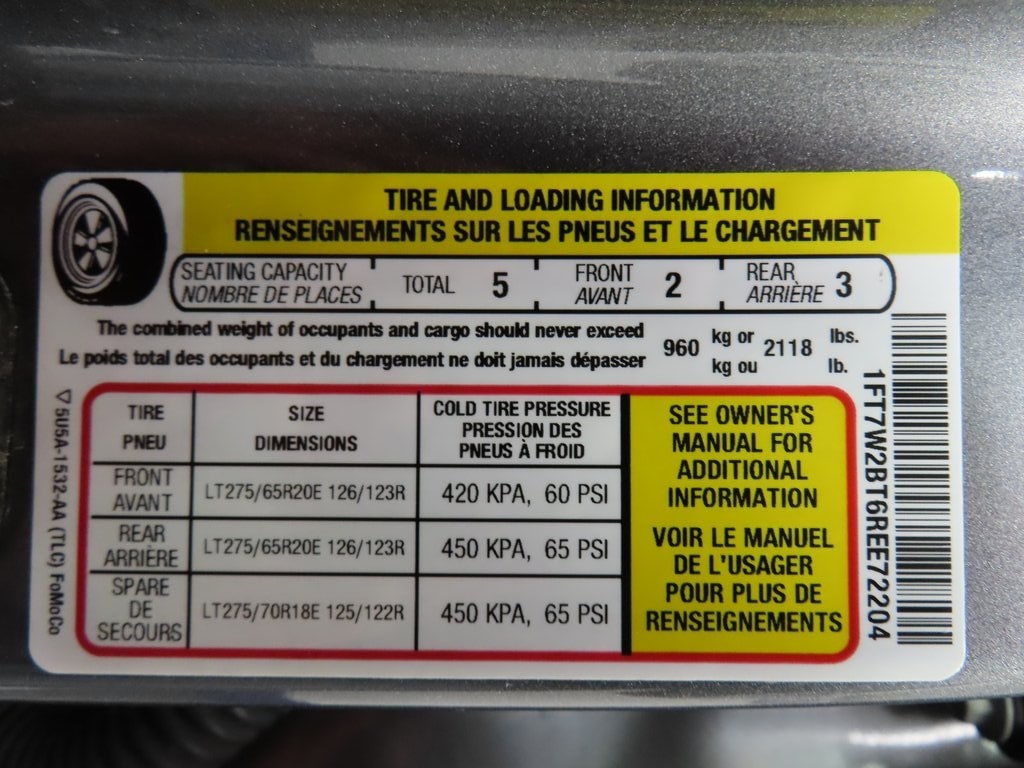 TIRE AND LOADING INFORMATION
RENSEIGNEMENTS SUR LES PNEUS ET LE CHARGEMENT
SEATING CAPACITY TOTAL 5 FRONT 2 REAR 3
NOMBRE DE PLACES AVANT ARRIÈRE
The combined weight of occupants and cargo should never exceed 960 kg or 2118 lbs.
Le poids total des occupants et du chargement ne doit jamais dépasser kg ou lb.
TIRE SIZE COLD TIRE PRESSURE
PNEU DIMENSIONS PRESSION DES
PNEUS À FROID
FRONT
AVANT LT275/65R20E 126/123R 420 KPA, 60 PSI
REAR
ARRIÈRE LT275/65R20E 126/123R 450 KPA, 65 PSI
SPARE
DE
SECOURS LT275/70R18E 125/122R 450 KPA, 65 PSI
SEE OWNER'S
MANUAL FOR
ADDITIONAL
INFORMATION
VOIR LE MANUEL
DE L'USAGER
POUR PLUS DE
RENSEIGNEMENTS
5U5A-1532-AA (TLC) FoMoCo
1FT7W2BT6REE72204